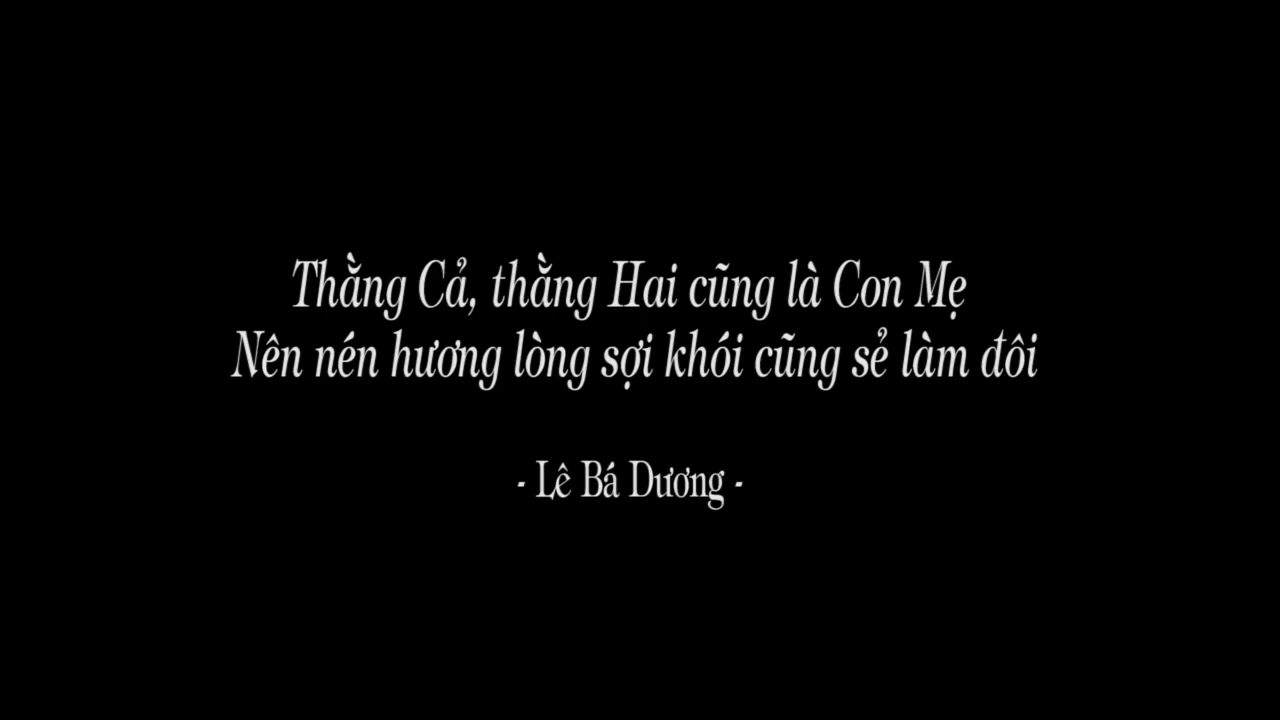 Thằng Cả, thằng Hai cũng là Con Mẹ
Nên nén hương lòng sợi khói cũng sẻ làm đôi
- Lê Bá Dương -